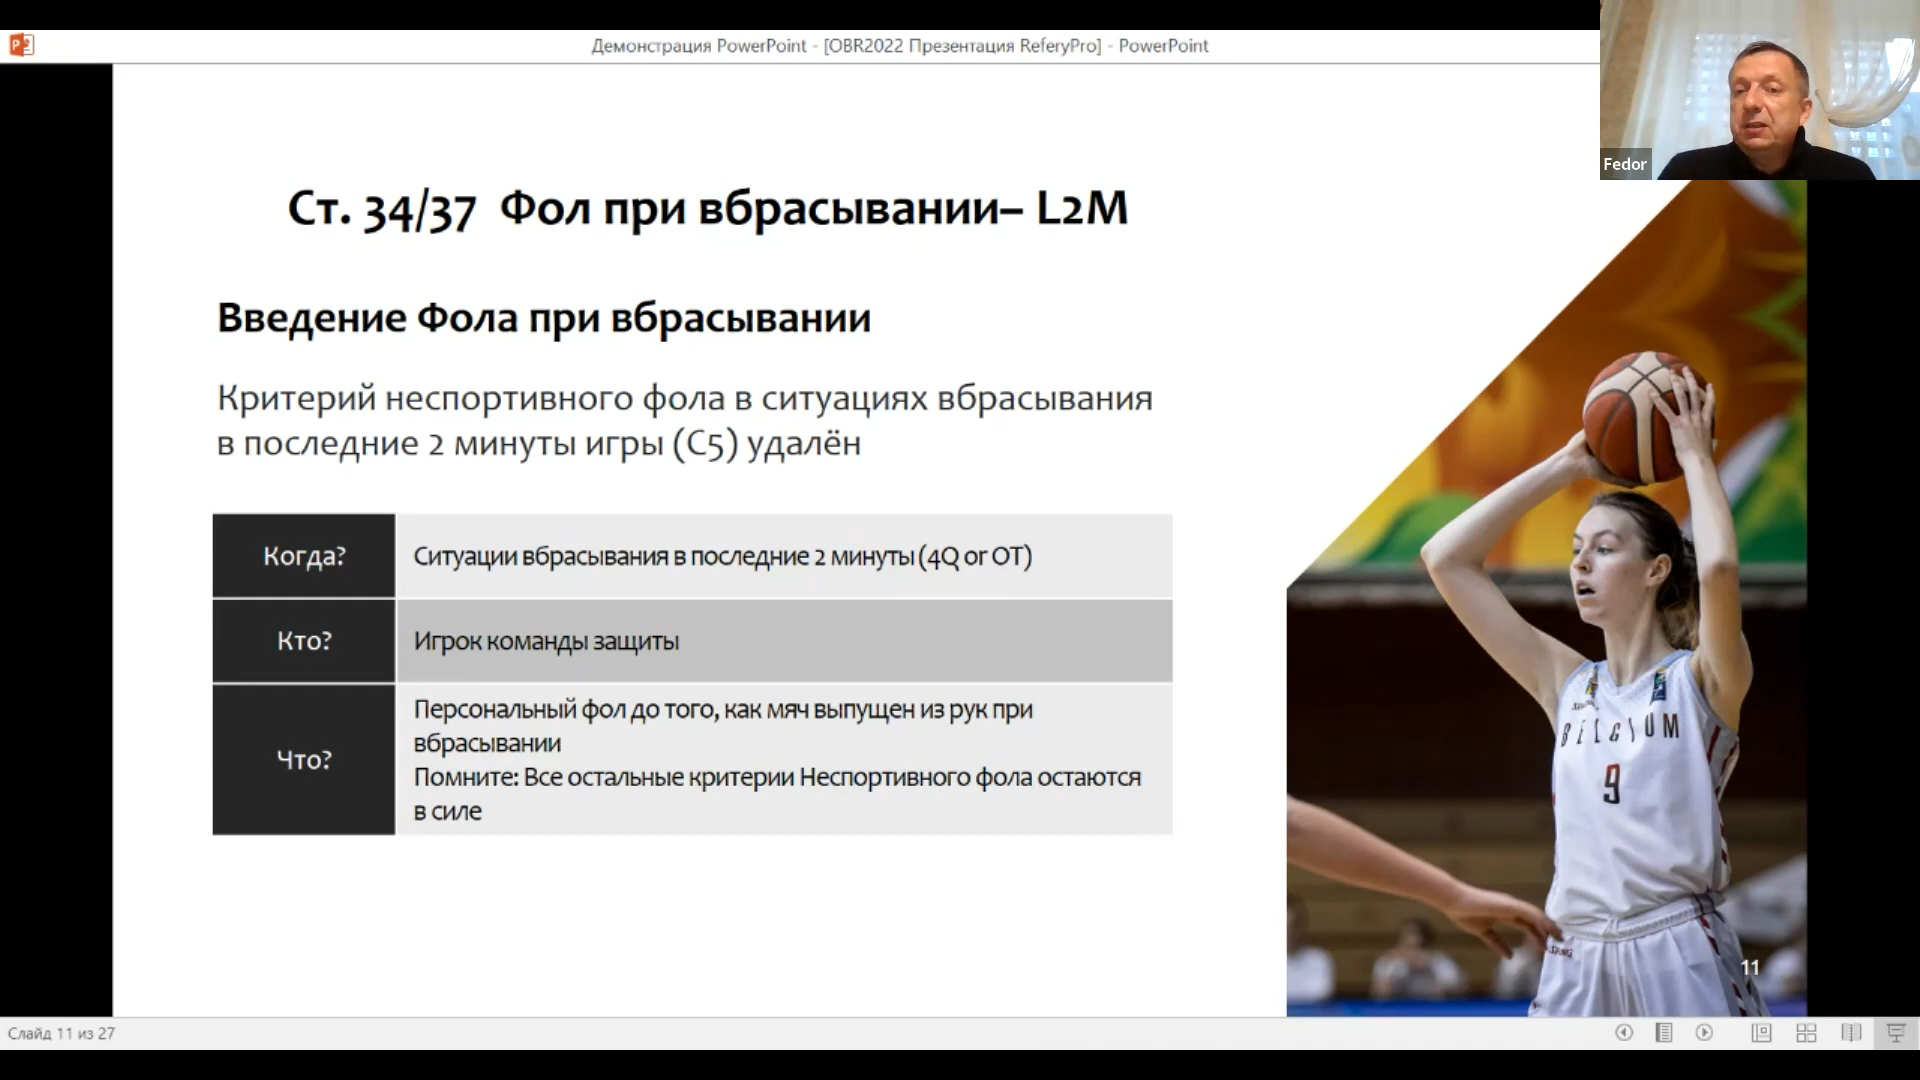 Демонстрация PowerPoint - [OBR2022 Презентация ReferyPro] - PowerPoint
Fedor
Ст. 34/37 Фол при вбрасывании– L2M
Введение Фола при вбрасывании
Критерий неспортивного фола в ситуациях вбрасывания
в последние 2 минуты игры (С5) удалён
Когда?
Ситуации вбрасывания в последние 2 минуты (4Q or OT)
Кто?
Игрок команды защиты
Что?
Персональный фол до того, как мяч выпущен из рук при
вбрасывании
Помните: Все остальные критерии Неспортивного фола остаются
в силе
BELGIUM
9
11
Слайд 11 из 27